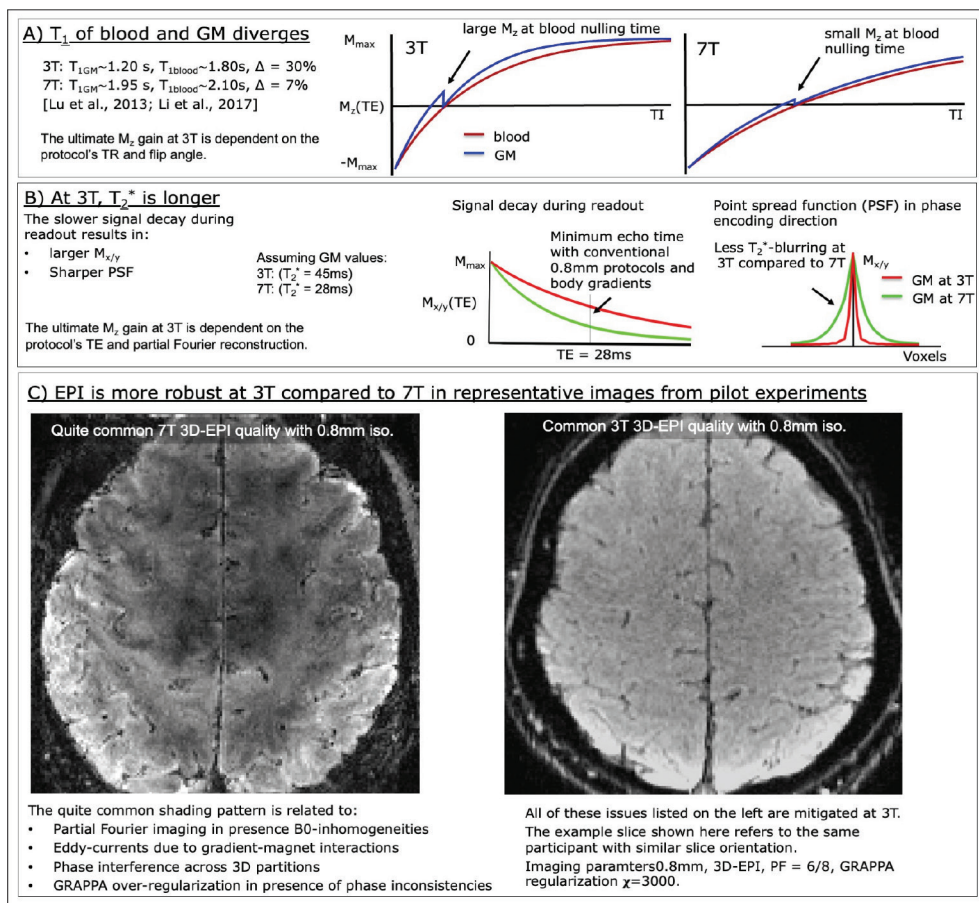 A) T1 of blood and GM diverges
3T: T1GM~1.20 s, T1blood~1.80s, Δ = 30%
7T: T1GM~1.95 s, T1blood~2.10s, Δ = 7%
[Lu et al., 2013; Li et al., 2017]
The ultimate Mz gain at 3T is dependent on the
protocol's TR and flip angle.
Mmax
3T
large Mz at blood
nulling time
Mz(TE)
TI
blood
GM
-Mmax
7T
small Mz at blood
nulling time
TI
B) At 3T, T2* is longer
The slower signal decay during
readout results in:
• larger Mx/y
• Sharper PSF
Assuming GM values:
3T: (T2* = 45ms)
7T: (T2* = 28ms)
The ultimate Mz gain at 3T is dependent on the
protocol's TE and partial Fourier reconstruction.
Signal decay during readout
Minimum echo time
with conventional
0.8mm protocols and
body gradients
Mmax
Mx/y(TE)
0
TE = 28ms
Point spread function (PSF) in phase
encoding direction
Less T2*-blurring at
3T compared to 7T
Mx/y
GM at 3T
GM at 7T
Voxels
C) EPI is more robust at 3T compared to 7T in representative images from pilot experiments
Quite common 7T 3D-EPI quality with 0.8mm iso.
Common 3T 3D-EPI quality with 0.8mm iso.
The quite common shading pattern is related to:
• Partial Fourier imaging in presence B0-inhomogeneities
• Eddy-currents due to gradient-magnet interactions
• Phase interference across 3D partitions
• GRAPPA over-regularization in presence of phase inconsistencies
All of these issues listed on the left are mitigated at 3T.
The example slice shown here refers to the same
participant with similar slice orientation.
Imaging paramters0.8mm, 3D-EPI, PF = 6/8, GRAPPA
regularization χ=3000.